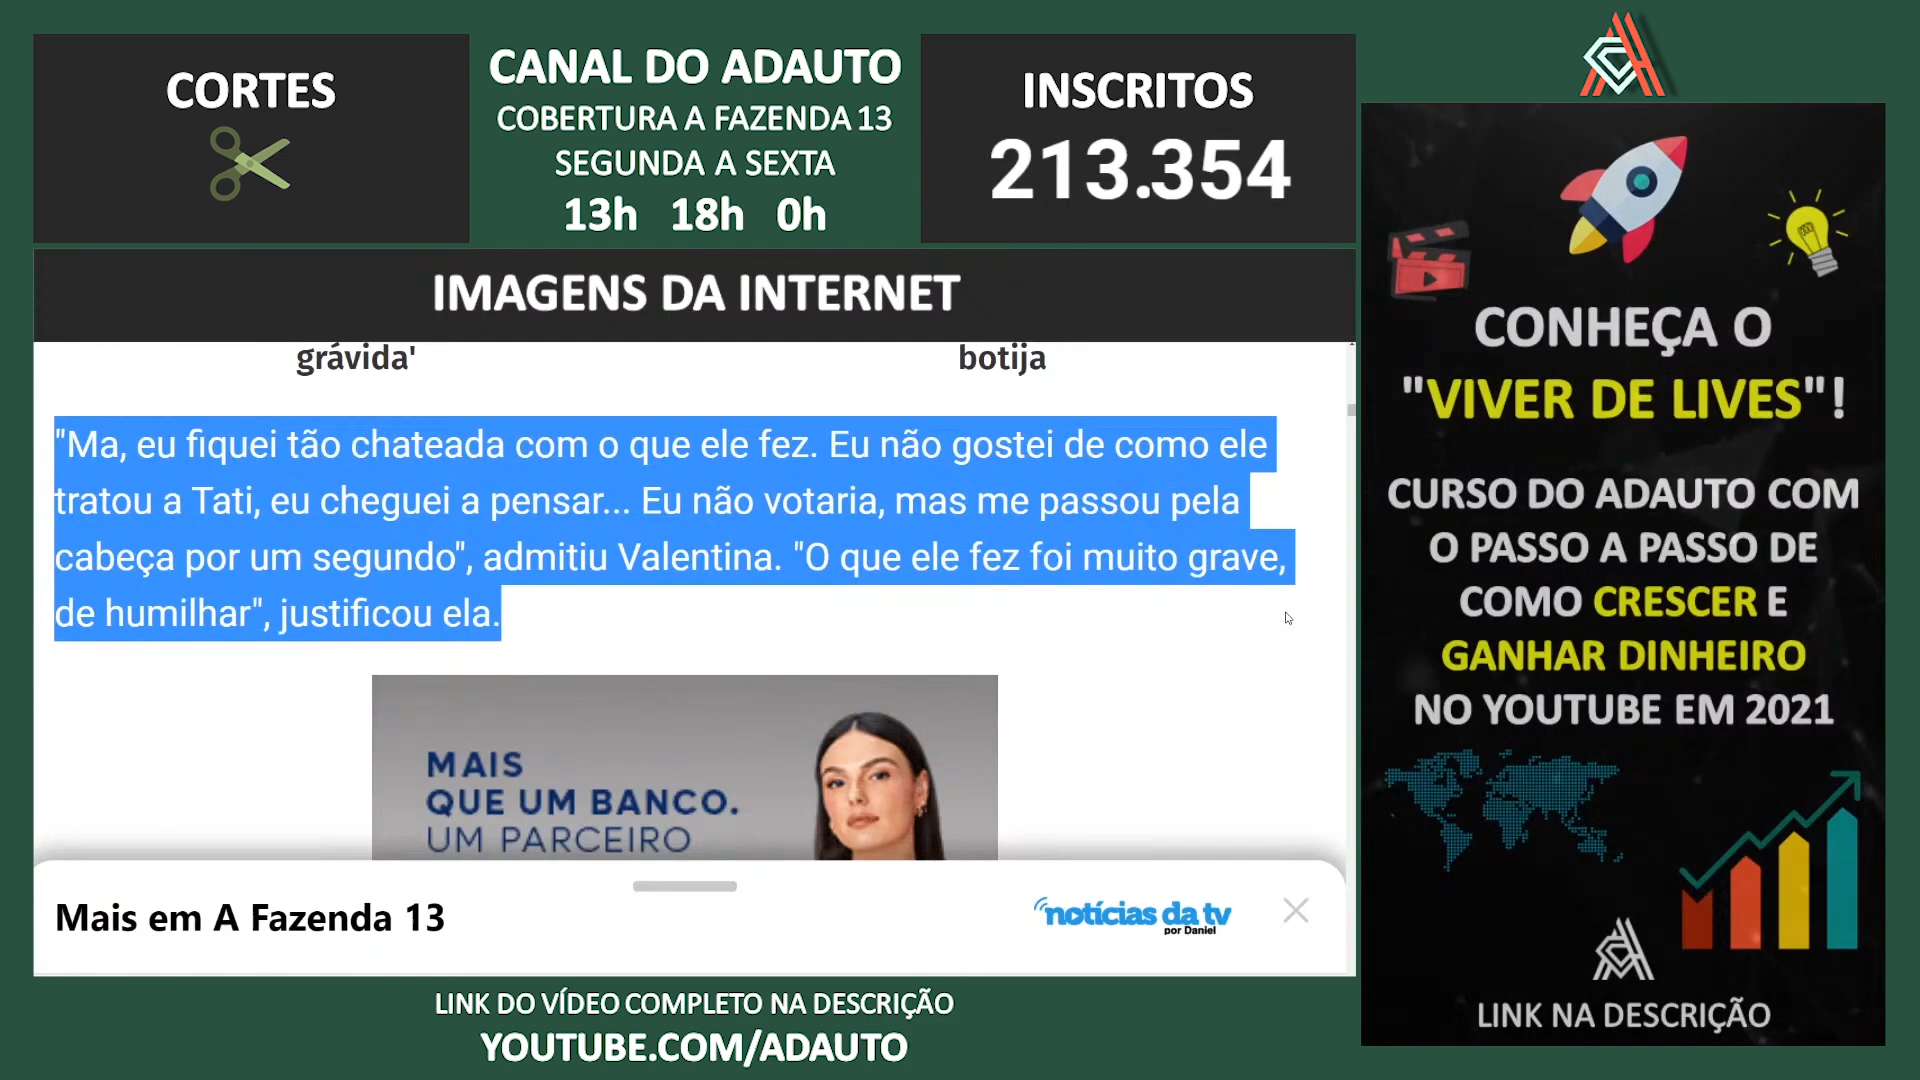 CORTES
CANAL DO ADAUTO
COBERTURA A FAZENDA 13
SEGUNDA A SEXTA
13h 18h 0h
INSCRITOS
213.354
IMAGENS DA INTERNET
grávida'
botija
"Ma, eu fiquei tão chateada com o que ele fez. Eu não gostei de como ele
tratou a Tati, eu cheguei a pensar... Eu não votaria, mas me passou pela
cabeça por um segundo", admitiu Valentina. "O que ele fez foi muito grave,
de humilhar", justificou ela.
MAIS
QUE UM BANCO.
UM PARCEIRO
Mais em A Fazenda 13
notícias da tv
por Daniel
LINK DO VÍDEO COMPLETO NA DESCRIÇÃO
YOUTUBE.COM/ADAUTO
CONHEÇA O
"VIVER DE LIVES"!
CURSO DO ADAUTO COM
O PASSO A PASSO DE
COMO CRESCER E
GANHAR DINHEIRO
NO YOUTUBE EM 2021
LINK NA DESCRIÇÃO